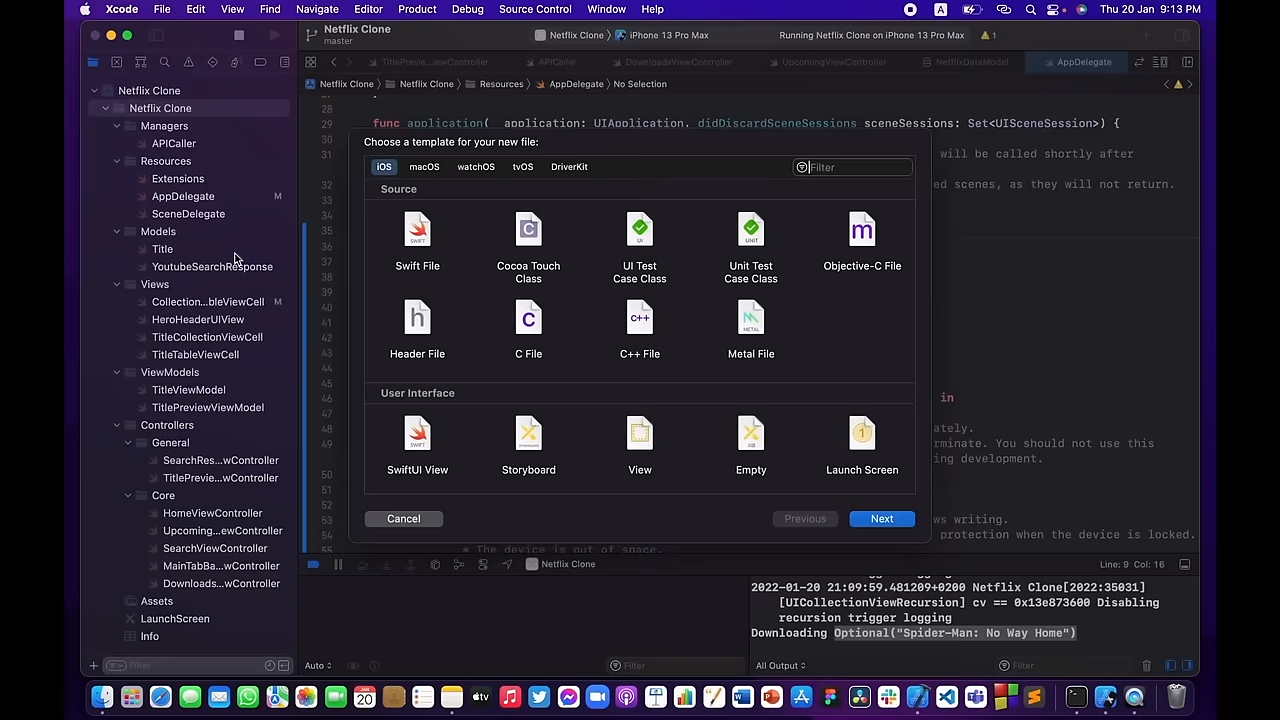 Xcode File Edit View Find Navigate Editor Product Debug Source Control Window Help A Thu 20 Jan 9:13 PM
Netflix Clone
master
Netflix Clone iPhone 13 Pro Max
Running Netflix Clone on iPhone 13 Pro Max 1
TitlePrevie...iewController APICaller DownloadsViewController UpcomingViewController NetflixDataModel AppDelegate
Netflix Clone Netflix Clone Resources AppDelegate No Selection
Netflix Clone
Netflix Clone
Managers
APICaller
Resources
Extensions
AppDelegate M
SceneDelegate
Models
Title
YoutubeSearchResponse
Views
Collection...bleViewCell M
HeroHeaderUIView
TitleCollectionViewCell
TitleTableViewCell
ViewModels
TitleViewModel
TitlePreviewViewModel
Controllers
General
SearchRes...wController
TitlePrevie...wController
Core
HomeViewController
Upcoming...ewController
SearchViewController
MainTabBa...wController
Downloads...wController
Assets
LaunchScreen
Info
Filter
28
29 func application(_ application: UIApplication, didDiscardSceneSessions sceneSessions: Set<UISceneSession>) {
30
31 will be called shortly after
32 ed scenes, as they will not return.
33
34
35
36
37
38
39
40
41
42
43
44
45
46 in
47
48 ately.
49 rminate. You should not use this
ing development.
50
51
52
53 ws writing.
54 protection when the device is locked.
55 * The device is out of space.
Choose a template for your new file:
iOS macOS watchOS tvOS DriverKit Filter
Source
Swift File
Cocoa Touch Class
UI Test Case Class
Unit Test Case Class
Objective-C File
Header File
C File
C++ File
Metal File
User Interface
SwiftUI View
Storyboard
View
Empty
Launch Screen
Cancel Previous Next
Netflix Clone Line: 9 Col: 16
2022-01-20 21:09:59.481209+0200 Netflix Clone[2022:35031]
[UICollectionViewRecursion] cv == 0x13e873600 Disabling
recursion trigger logging
Downloading Optional("Spider-Man: No Way Home")
Auto Filter All Output Filter